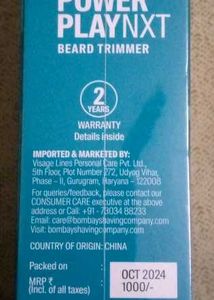 POWER
PLAYNXT
BEARD TRIMMER
2
YEARS
WARRANTY
Details inside
IMPORTED & MARKETED BY:
Visage Lines Personal Care Pvt. Ltd.,
5th Floor, Plot Number 272, Udyog Vihar,
Phase – II, Gurugram, Haryana – 122008
For queries/feedback, please contact our
CONSUMER CARE executive at the above
address or Call : +91 - 73034 88233
Email: care@bombayshavingcompany.com
Visit: bombayshavingcompany.com
COUNTRY OF ORIGIN: CHINA
Packed on : OCT 2024
MRP ₹ : 1000/-
(Incl. of all taxes)